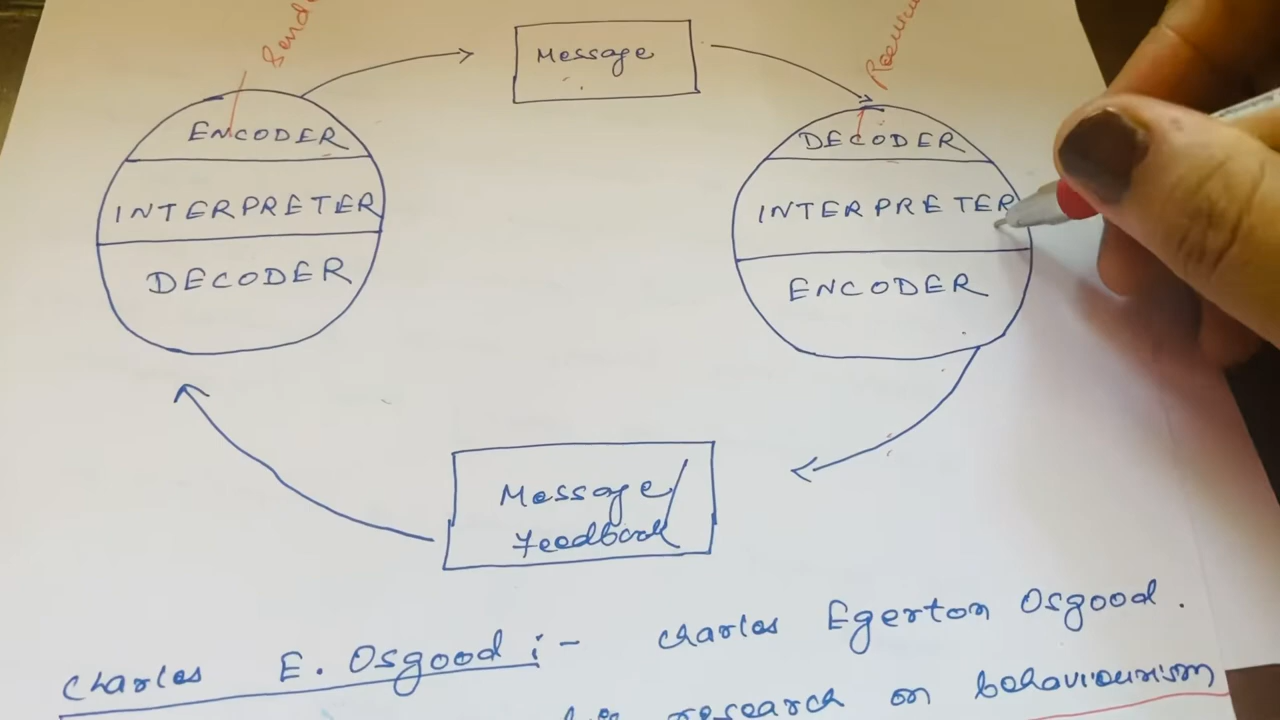 Message
ENCODER
INTERPRETER
DECODER
DECODER
INTERPRETER
ENCODER
Message/
Feedback
Charles E. Osgood :- Charles Egerton Osgood.
research on behaviourism